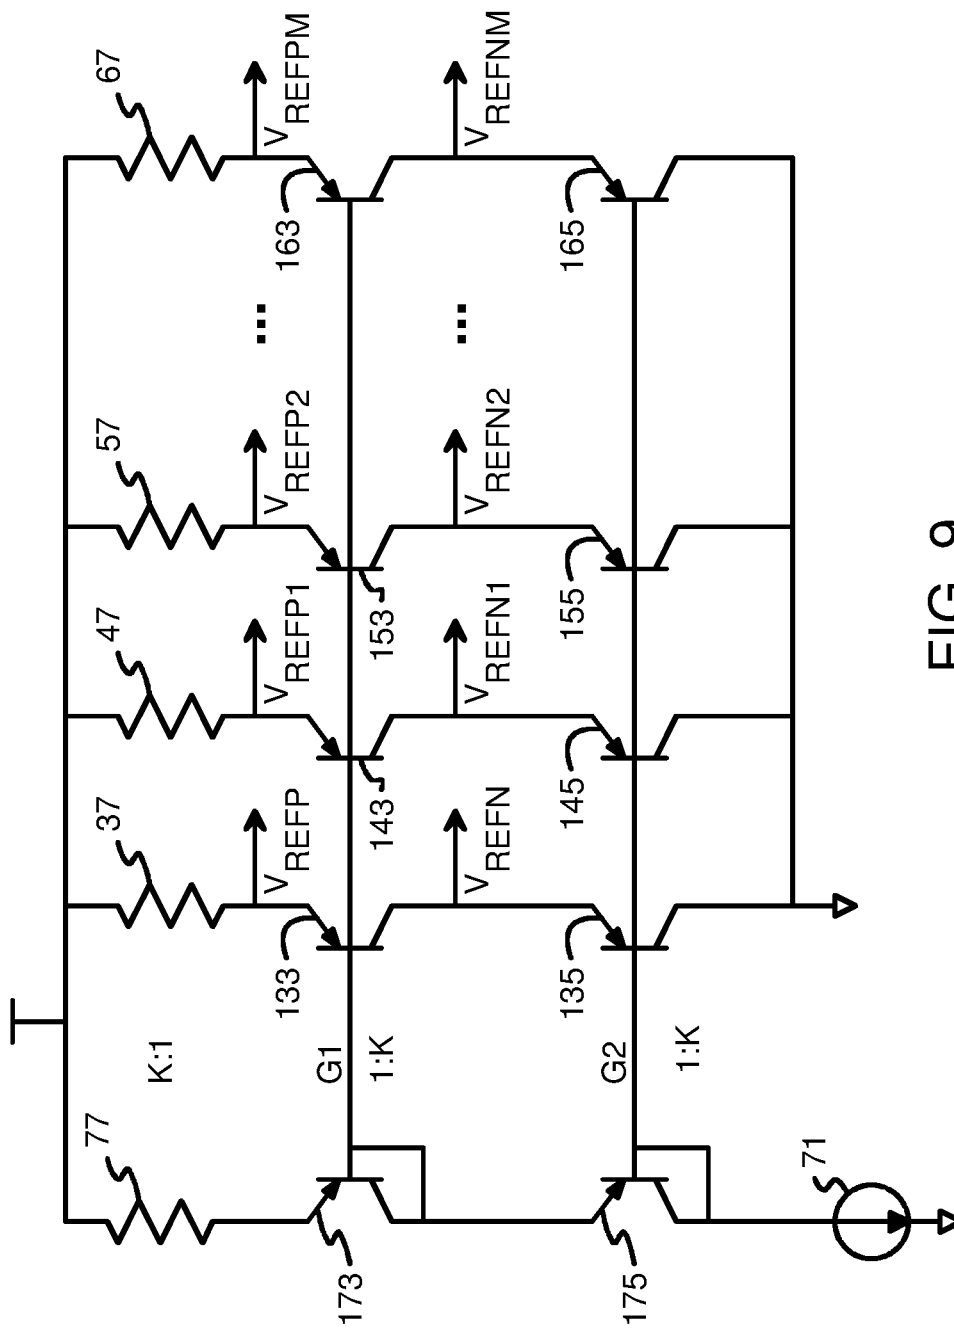 77
37
47
57
67
K:1
VREFP
VREFP1
VREFP2
VREFPM
173
133
143
153
163
G1
1:K
...
VREFN
VREFN1
VREFN2
VREFNM
...
175
135
145
155
165
G2
1:K
71
FIG. 9